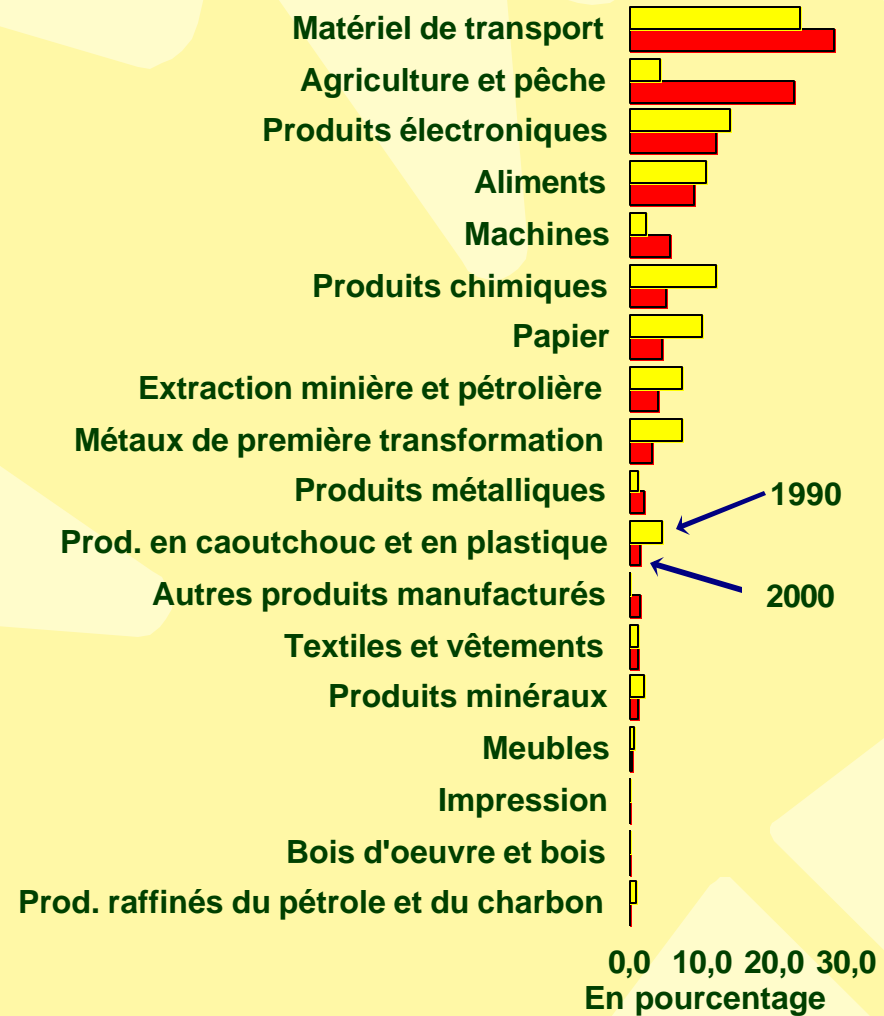 Matériel de transport
Agriculture et pêche
Produits électroniques
Aliments
Machines
Produits chimiques
Papier
Extraction minière et pétrolière
Métaux de première transformation
Produits métalliques
1990
Prod. en caoutchouc et en plastique
Autres produits manufacturés
2000
Textiles et vêtements
Produits minéraux
Meubles
Impression
Bois d'oeuvre et bois
Prod. raffinés du pétrole et du charbon
0,0 10,0 20,0 30,0
En pourcentage